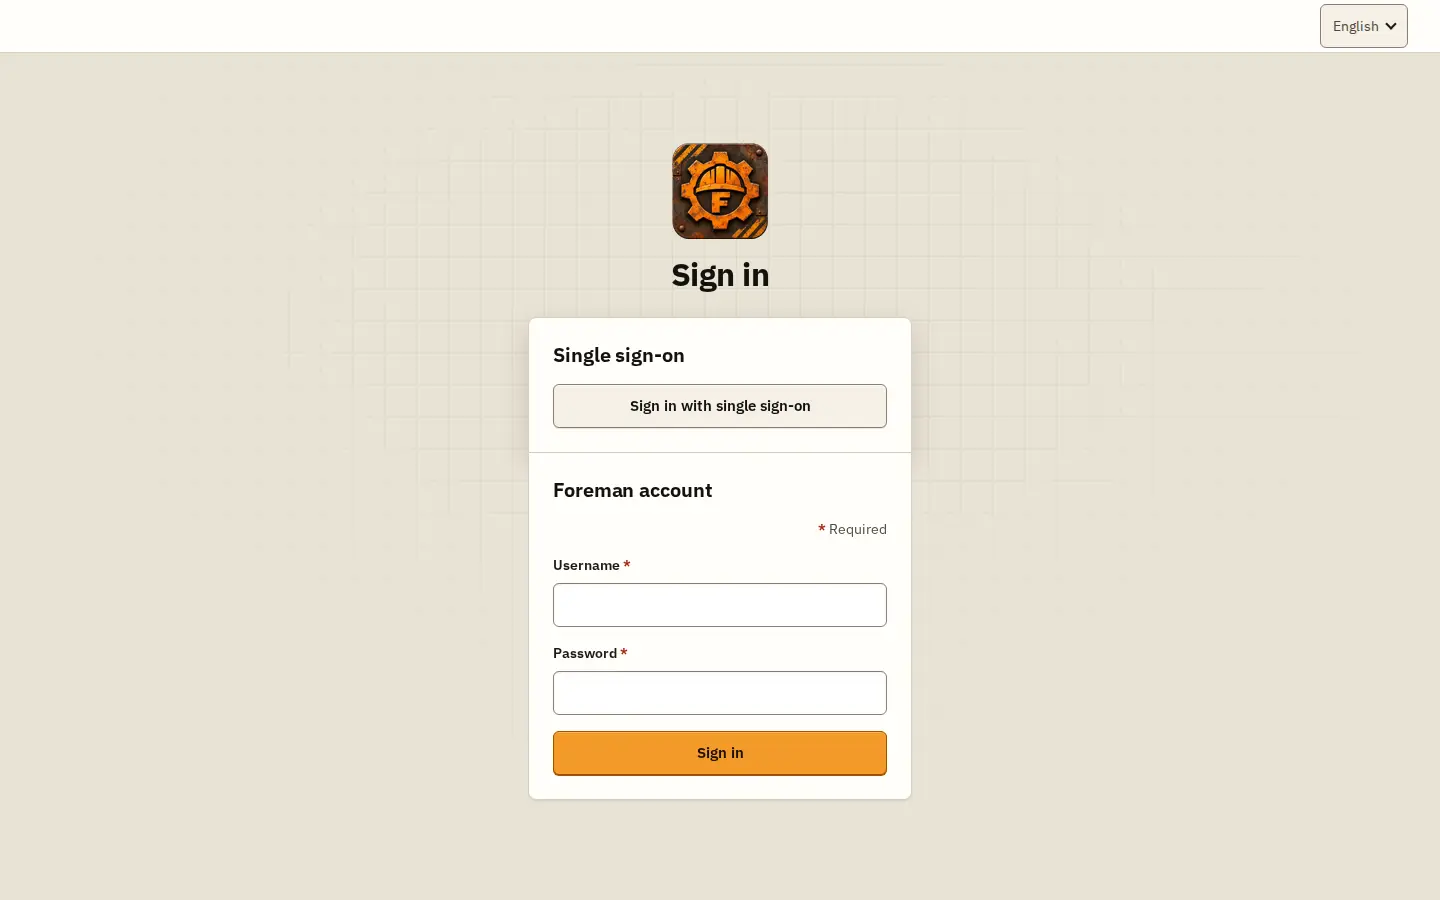 English
F
Sign in
Single sign-on
Sign in with single sign-on
Foreman account
* Required
Username *
Password *
Sign in